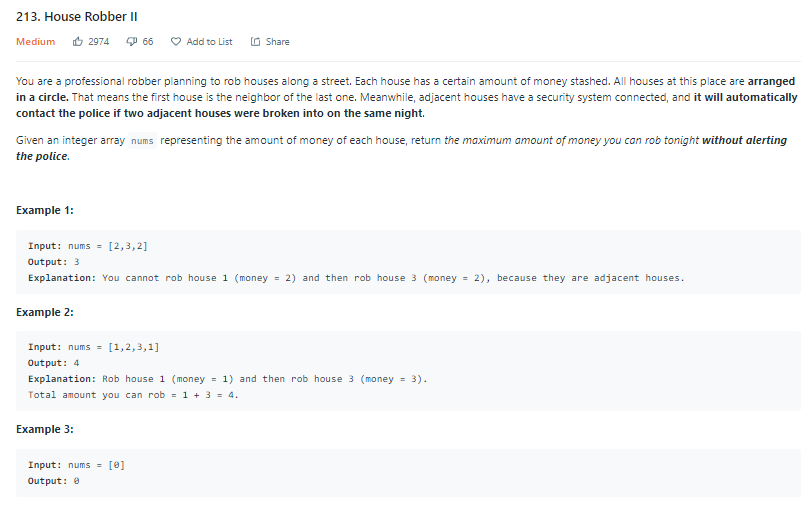 213. House Robber II
Medium 2974 66 Add to List Share
You are a professional robber planning to rob houses along a street. Each house has a certain amount of money stashed. All houses at this place are arranged
in a circle. That means the first house is the neighbor of the last one. Meanwhile, adjacent houses have a security system connected, and it will automatically
contact the police if two adjacent houses were broken into on the same night.
Given an integer array nums representing the amount of money of each house, return the maximum amount of money you can rob tonight without alerting
the police.
Example 1:
Input: nums = [2,3,2]
Output: 3
Explanation: You cannot rob house 1 (money = 2) and then rob house 3 (money = 2), because they are adjacent houses.
Example 2:
Input: nums = [1,2,3,1]
Output: 4
Explanation: Rob house 1 (money = 1) and then rob house 3 (money = 3).
Total amount you can rob = 1 + 3 = 4.
Example 3:
Input: nums = [0]
Output: 0